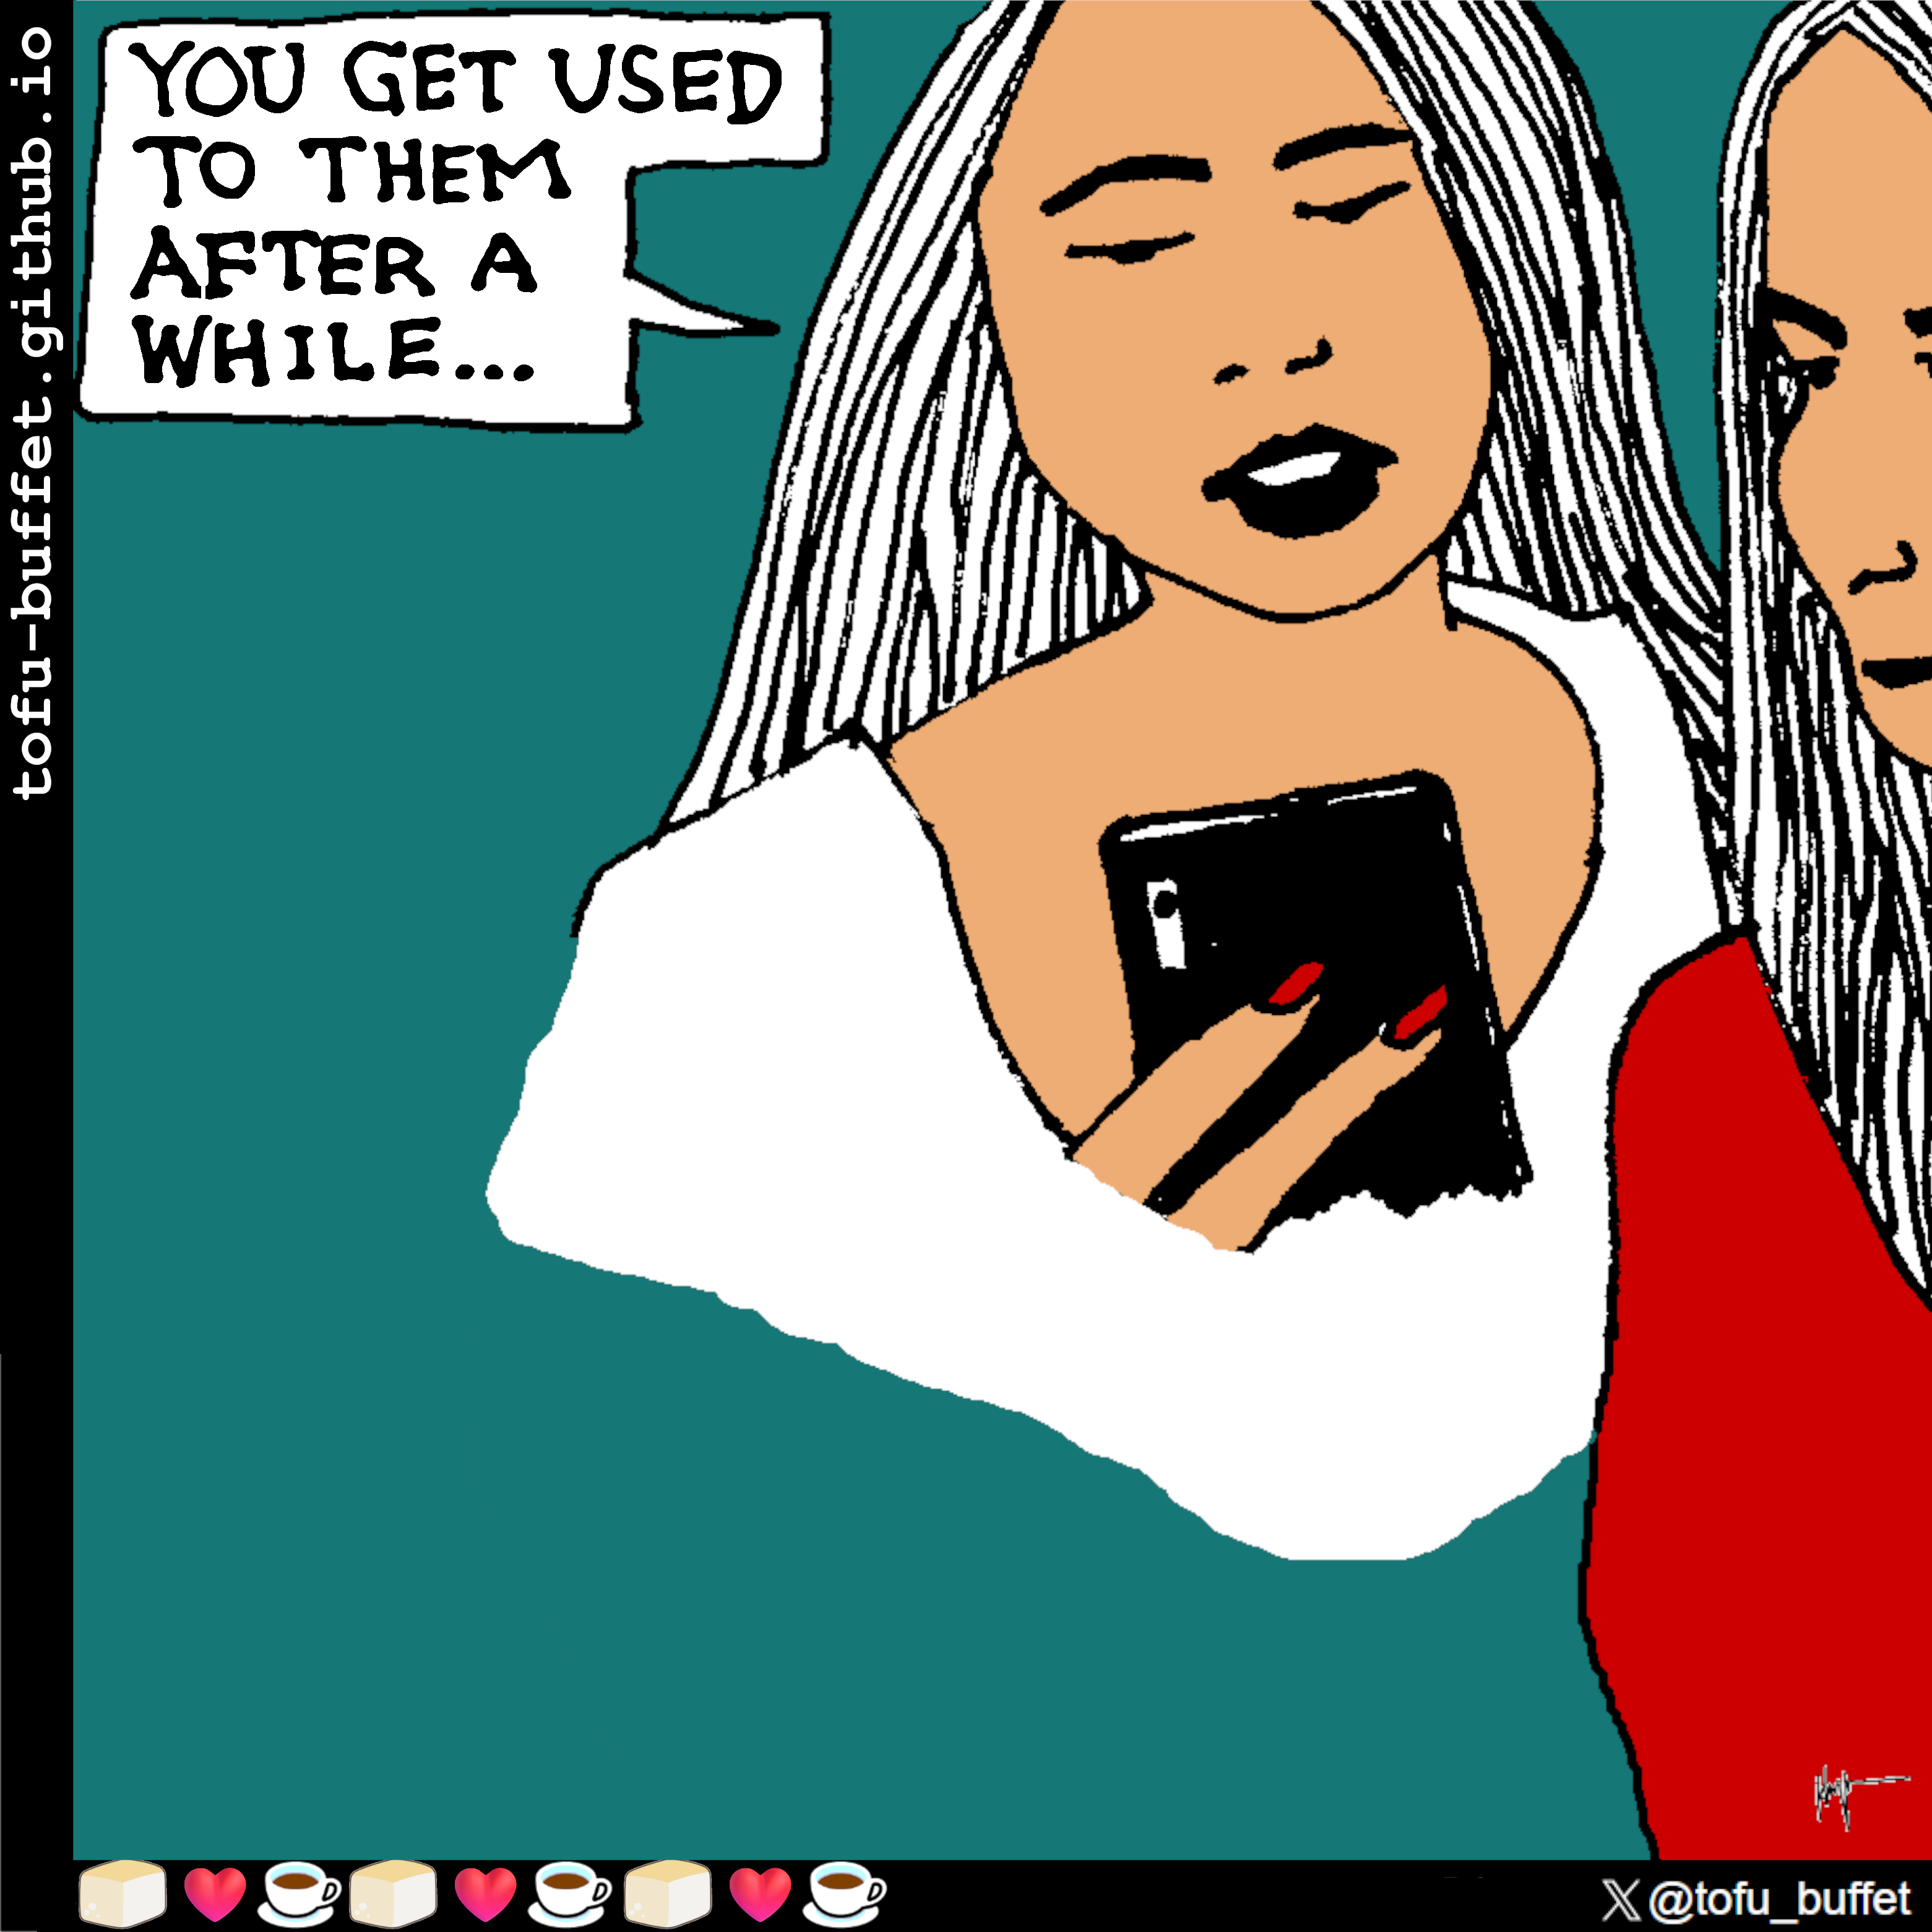 YOU GET USED
TO THEM
AFTER A
WHILE...
tofu-buffet.github.io
X @tofu_buffet